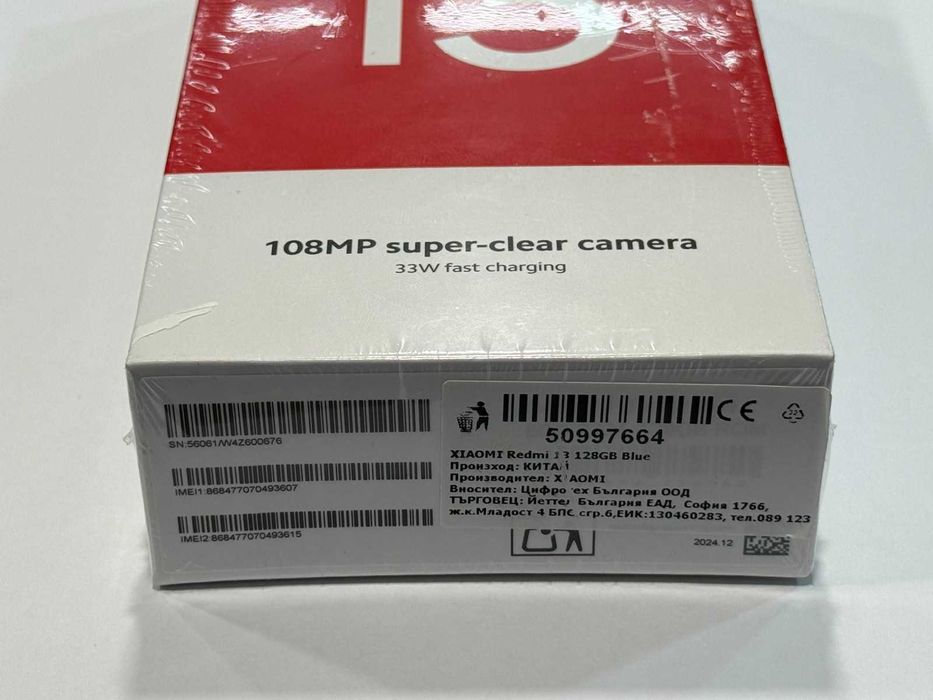 13
108MP super-clear camera
33W fast charging
SN:56061/W4Z600676
IMEI1:868477070493607
IMEI2:868477070493615
CE
50997664
XIAOMI Redmi 13 128GB Blue
Произход: КИТАЙ
Производител: XIAOMI
Вносител: Цифротех България ООД
ТЪРГОВЕЦ: Йеттел България ЕАД, София 1766,
ж.к.Младост 4 БПС сгр.6,ЕИК:130460283, тел.089 123
2024.12